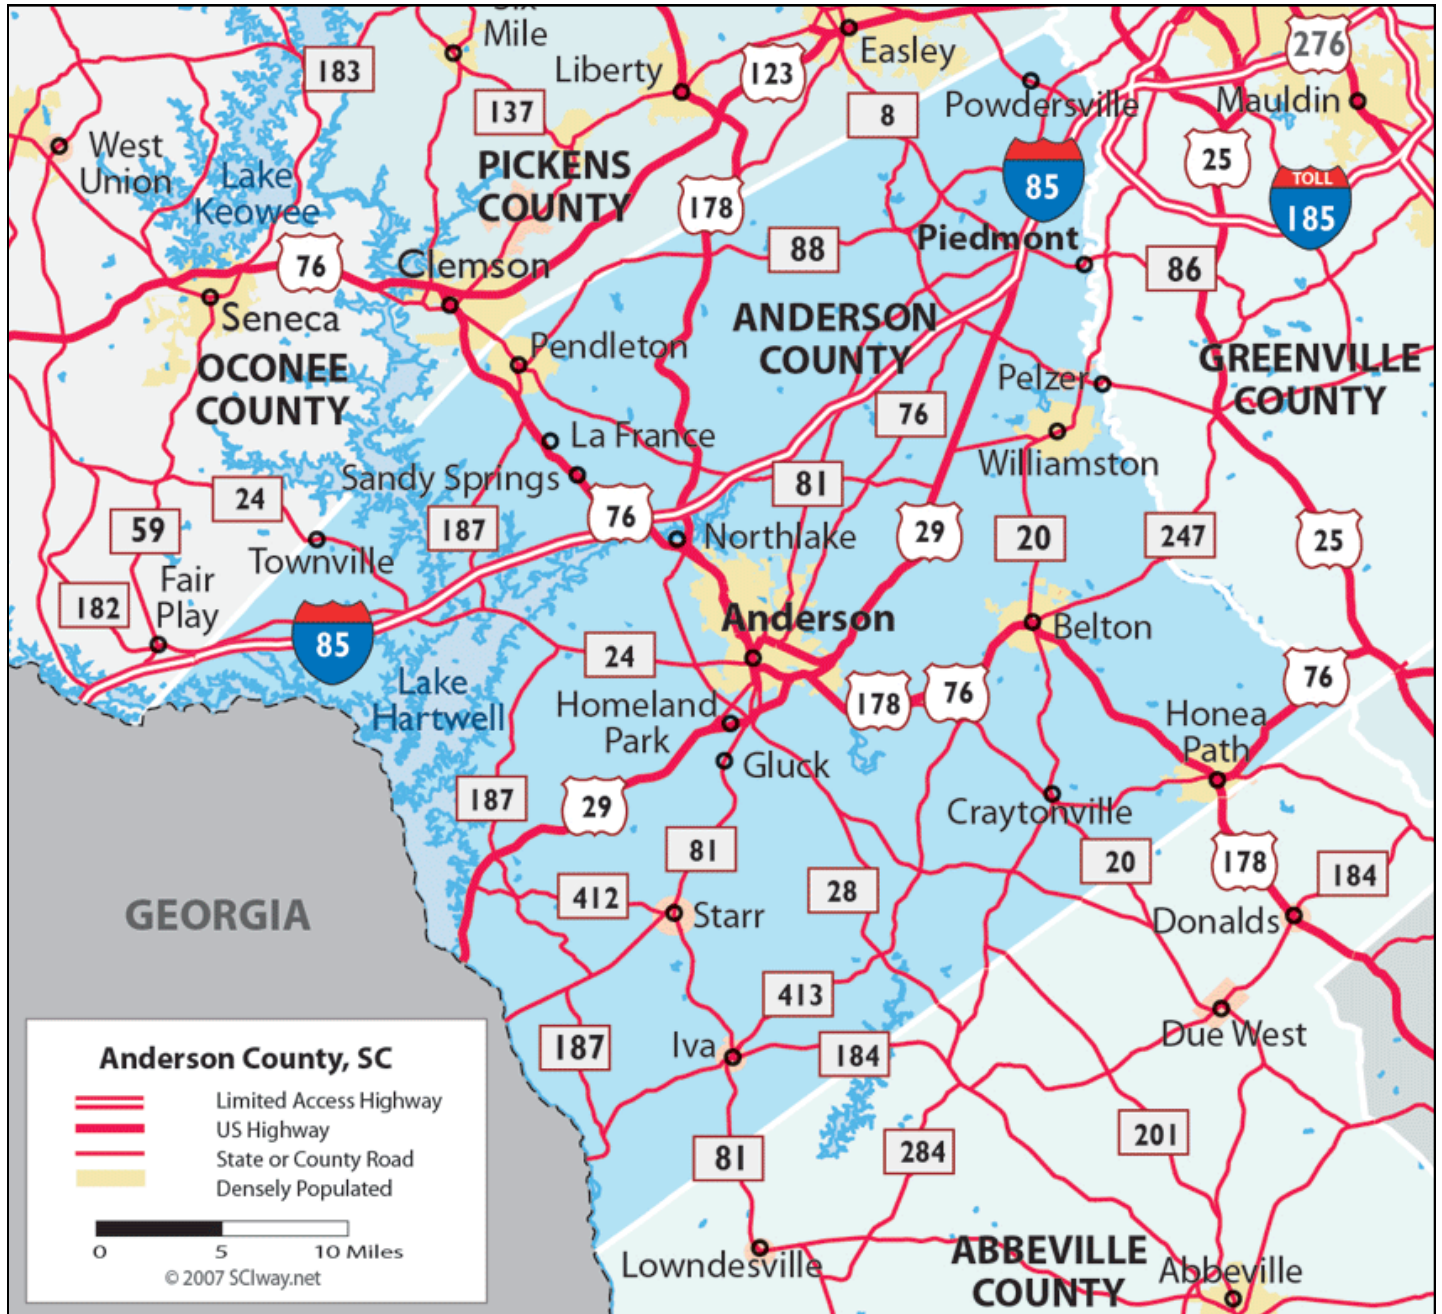 Six
Mile
183
Liberty
123
Easley
276
137
8
Powdersville
Mauldin
West
Union
Lake
Keowee
PICKENS
COUNTY
178
85
25
TOLL
185
76
Clemson
88
Piedmont
86
Seneca
Pendleton
ANDERSON
COUNTY
OCONEE
COUNTY
Pelzer
GREENVILLE
COUNTY
76
La France
Williamston
Sandy Springs
24
59
187
76
81
Northlake
29
20
247
25
Townville
Fair
Play
182
85
Anderson
Belton
24
Lake
Hartwell
Homeland
Park
178
76
76
Honea
Path
Gluck
187
29
Craytonville
81
20
178
184
412
28
Starr
Donalds
GEORGIA
413
Iva
184
187
Due West
81
284
201
Lowndesville
ABBEVILLE
COUNTY
Abbeville
Anderson County, SC
Limited Access Highway
US Highway
State or County Road
Densely Populated
0 5 10 Miles
© 2007 SCIway.net